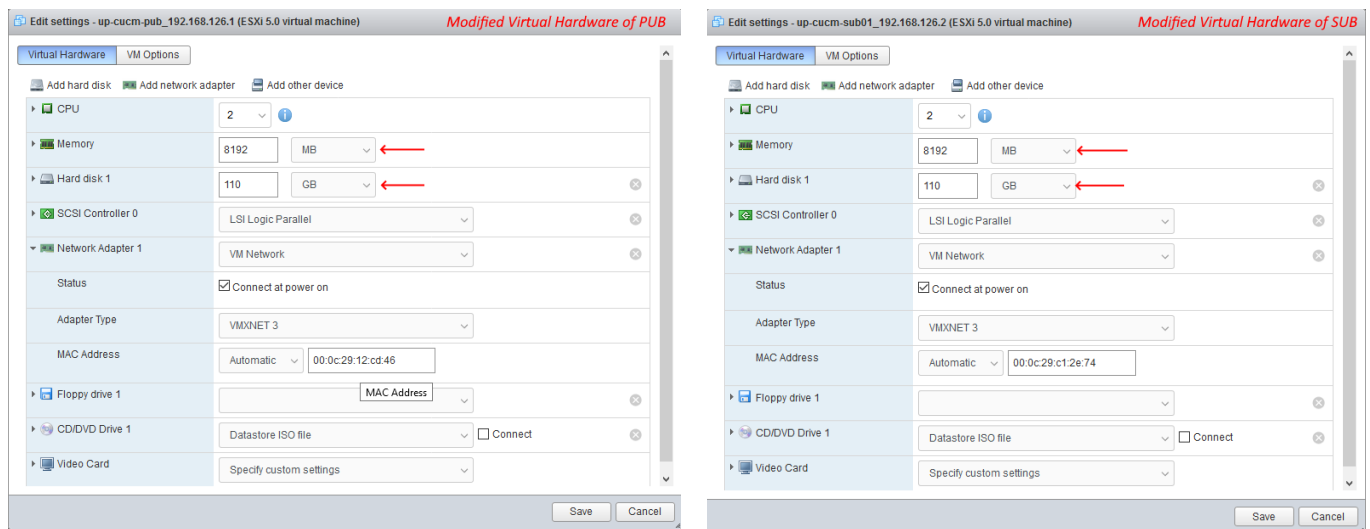 Edit settings - up-cucm-pub_192.168.126.1 (ESXi 5.0 virtual machine)
Modified Virtual Hardware of PUB
Virtual Hardware
VM Options
Add hard disk
Add network adapter
Add other device
CPU
2
Memory
8192
MB
Hard disk 1
110
GB
SCSI Controller 0
LSI Logic Parallel
Network Adapter 1
VM Network
Status
Connect at power on
Adapter Type
VMXNET 3
MAC Address
Automatic
00:0c:29:12:cd:46
MAC Address
Floppy drive 1
CD/DVD Drive 1
Datastore ISO file
Connect
Video Card
Specify custom settings
Save
Cancel
Edit settings - up-cucm-sub01_192.168.126.2 (ESXi 5.0 virtual machine)
Modified Virtual Hardware of SUB
Virtual Hardware
VM Options
Add hard disk
Add network adapter
Add other device
CPU
2
Memory
8192
MB
Hard disk 1
110
GB
SCSI Controller 0
LSI Logic Parallel
Network Adapter 1
VM Network
Status
Connect at power on
Adapter Type
VMXNET 3
MAC Address
Automatic
00:0c:29:c1:2e:74
Floppy drive 1
CD/DVD Drive 1
Datastore ISO file
Connect
Video Card
Specify custom settings
Save
Cancel